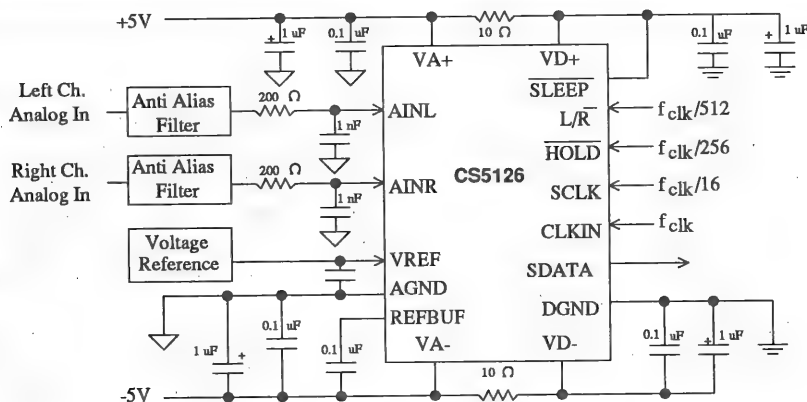 +5V
10 Ω
+ 1 uF
0.1 uF
0.1 uF
+ 1 uF
VA+
VD+
SLEEP
Left Ch.
Analog In
Anti Alias
Filter
200 Ω
1 nF
AINL
L/R
f clk/512
HOLD
f clk/256
Right Ch.
Analog In
Anti Alias
Filter
200 Ω
1 nF
AINR
CS5126
SCLK
f clk/16
CLKIN
f clk
Voltage
Reference
VREF
SDATA
AGND
DGND
REFBUF
1 uF +
0.1 uF
0.1 uF
VA-
VD-
0.1 uF
+ 1 uF
10 Ω
-5V